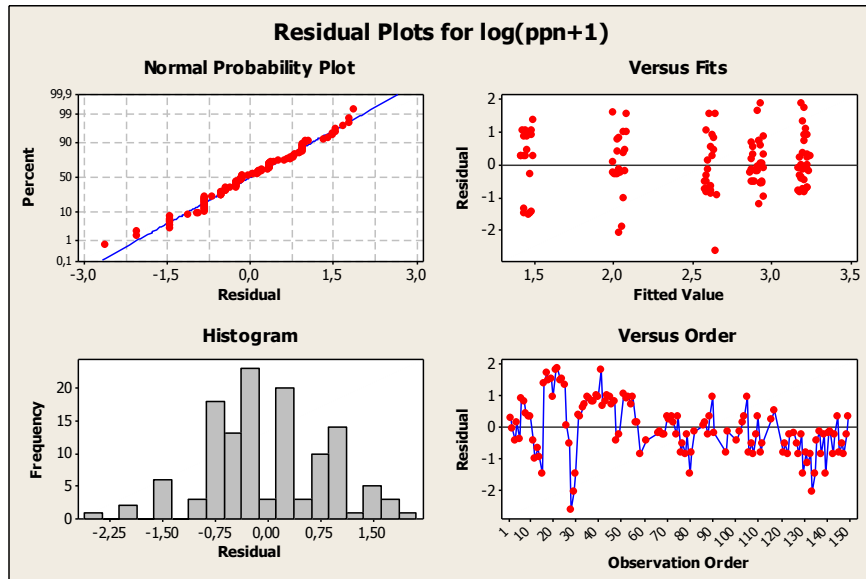 Residual Plots for log(ppn+1)
Normal Probability Plot
99,9
99
90
50
10
1
0,1
Percent
-3,0 -1,5 0,0 1,5 3,0
Residual
Versus Fits
2
1
0
-1
-2
Residual
1,5 2,0 2,5 3,0 3,5
Fitted Value
Histogram
20
15
10
5
0
Frequency
-2,25 -1,50 -0,75 0,00 0,75 1,50
Residual
Versus Order
2
1
0
-1
-2
Residual
1 10 20 30 40 50 60 70 80 90 100 110 120 130 140 150
Observation Order